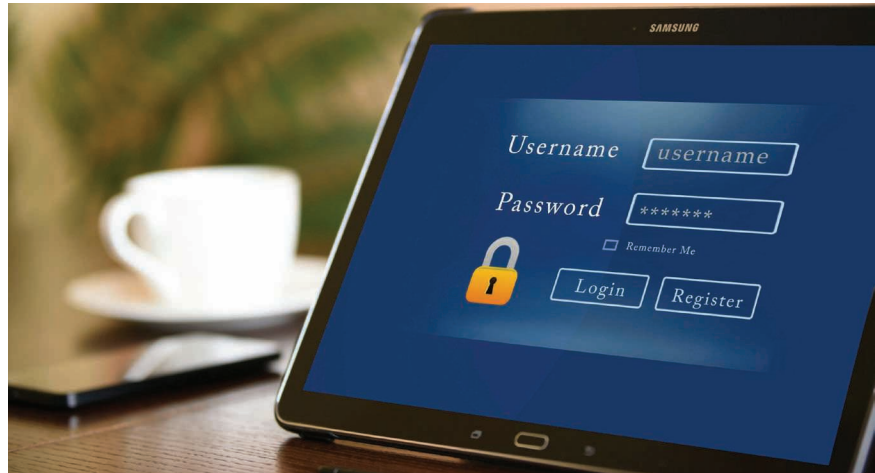 SAMSUNG
Username username
Password *******
Remember Me
Login Register